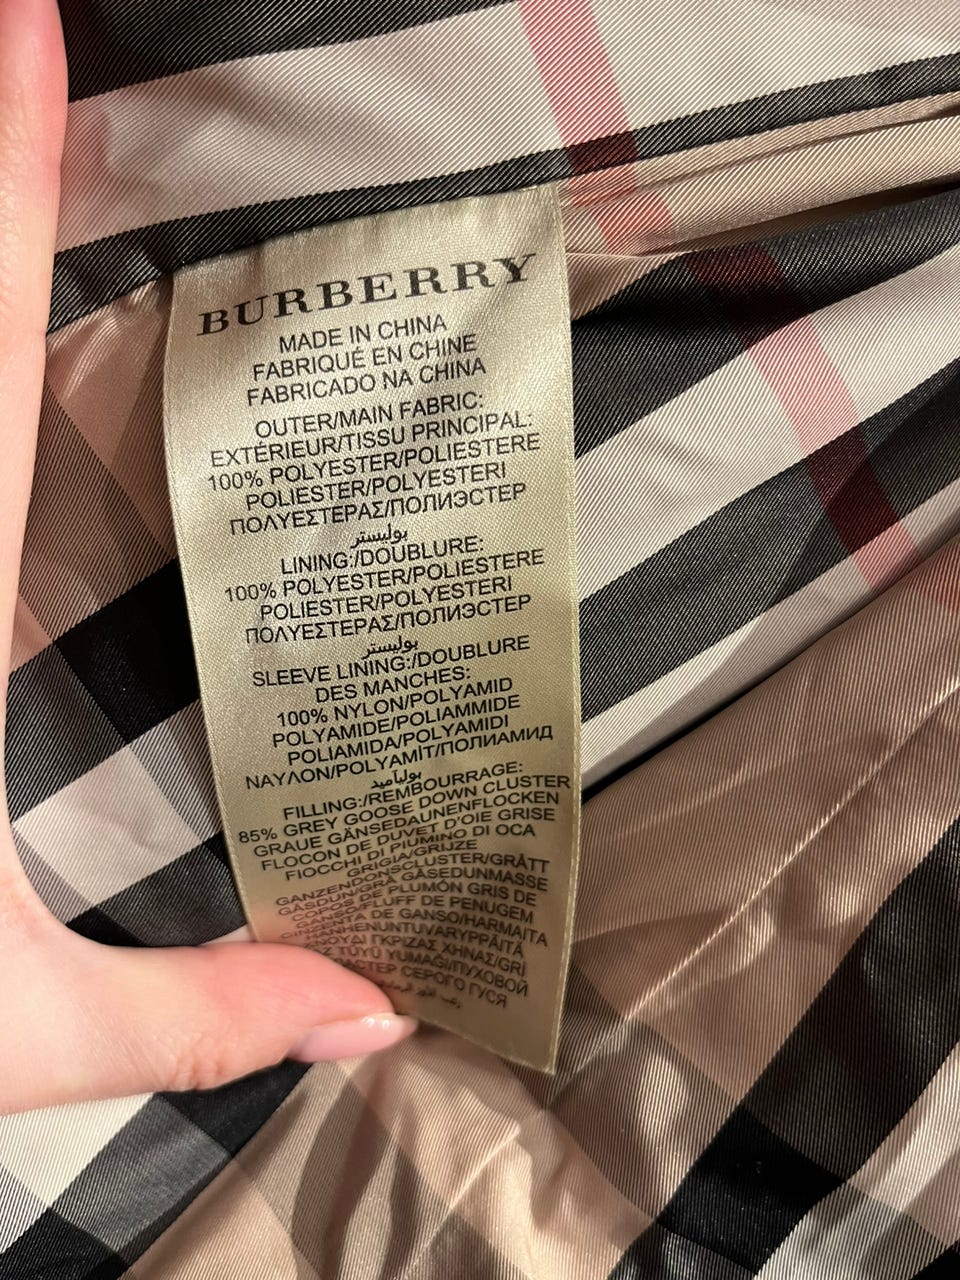 BURBERRY
MADE IN CHINA
FABRIQUÉ EN CHINE
FABRICADO NA CHINA
OUTER/MAIN FABRIC:
EXTÉRIEUR/TISSU PRINCIPAL:
100% POLYESTER/POLIESTERE
POLIESTER/POLYESTERI
ΠΟΛΥΕΣΤΕΡΑΣ/ПОЛИЭСТЕР
بوليستر
LINING:/DOUBLURE:
100% POLYESTER/POLIESTERE
POLIESTER/POLYESTERI
ΠΟΛΥΕΣΤΕΡΑΣ/ПОЛИЭСТЕР
بوليستر
SLEEVE LINING:/DOUBLURE
DES MANCHES:
100% NYLON/POLYAMID
POLYAMIDE/POLIAMMIDE
POLIAMIDA/POLYAMIDI
ΝΑΥΛΟΝ/POLYAMİT/ПОЛИАМИД
بولياميد
FILLING:/REMBOURRAGE:
85% GREY GOOSE DOWN CLUSTER
GRAUE GÄNSEDAUNENFLOCKEN
FLOCON DE DUVET D'OIE GRISE
FIOCCHI DI PIUMINO DI OCA
GRIGIA/GRIJZE
GANZENDONSCLUSTER/GRÅTT
GÅSDUN/GRÅ GÅSEDUNMASSE
COPOS DE PLUMÓN GRIS DE
GANSO/FLUFF DE PENUGEM
CINZENTA DE GANSO/HARMAITA
HANHENUNTUVARYPPÄITÄ
ΓΚΡΙΖΑΣ ΧΗΝΑΣ/GRİ
TÜYÜ YUMAĞI/ПУХОВОЙ
СЕРОГО ГУСЯ